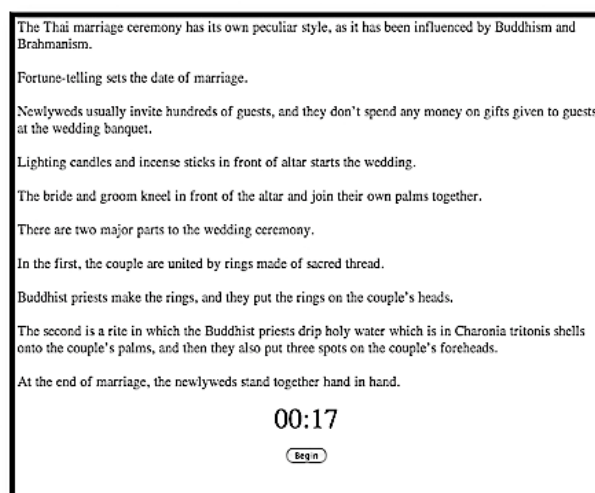 The Thai marriage ceremony has its own peculiar style, as it has been influenced by Buddhism and
Brahmanism.
Fortune-telling sets the date of marriage.
Newlyweds usually invite hundreds of guests, and they don't spend any money on gifts given to guests
at the wedding banquet.
Lighting candles and incense sticks in front of altar starts the wedding.
The bride and groom kneel in front of the altar and join their own palms together.
There are two major parts to the wedding ceremony.
In the first, the couple are united by rings made of sacred thread.
Buddhist priests make the rings, and they put the rings on the couple's heads.
The second is a rite in which the Buddhist priests drip holy water which is in Charonia tritonis shells
onto the couple's palms, and then they also put three spots on the couple's foreheads.
At the end of marriage, the newlyweds stand together hand in hand.
00:17
Begin